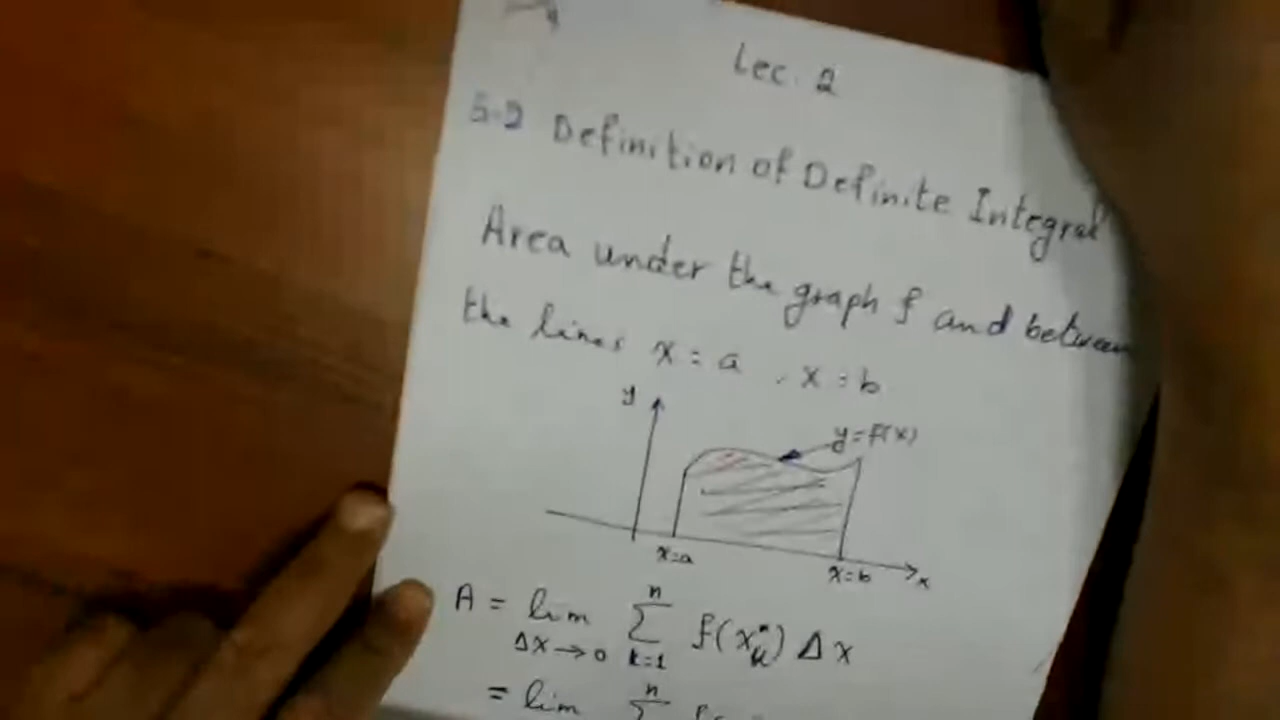 Lec. 2
5.2 Definition of Definite Integral
Area under the graph f and between
the lines x = a , x = b
y
y = f(x)
x=a
x=b
x
A = lim ∑ f(x*k) Δx
Δx→0 k=1 n
= lim ∑ n